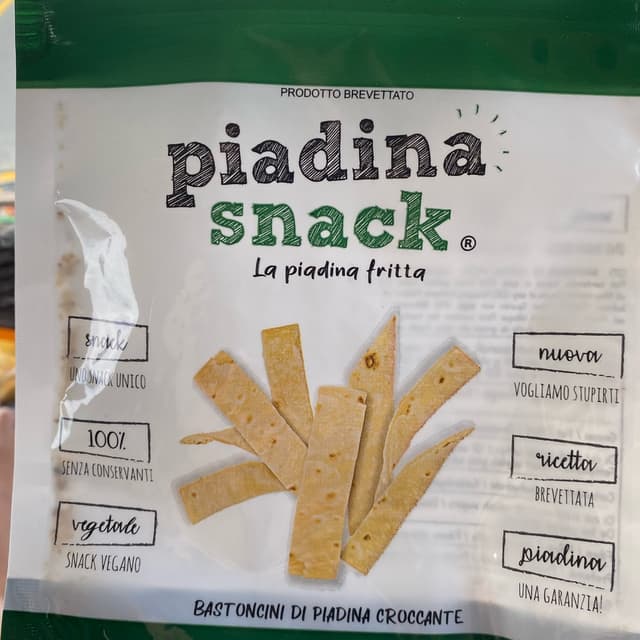 PRODOTTO BREVETTATO
piadina
snack ®
La piadina fritta
snack
UNO SNACK UNICO
100%
SENZA CONSERVANTI
vegetale
SNACK VEGANO
nuova
VOGLIAMO STUPIRTI
ricetta
BREVETTATA
piadina
UNA GARANZIA!
BASTONCINI DI PIADINA CROCCANTE